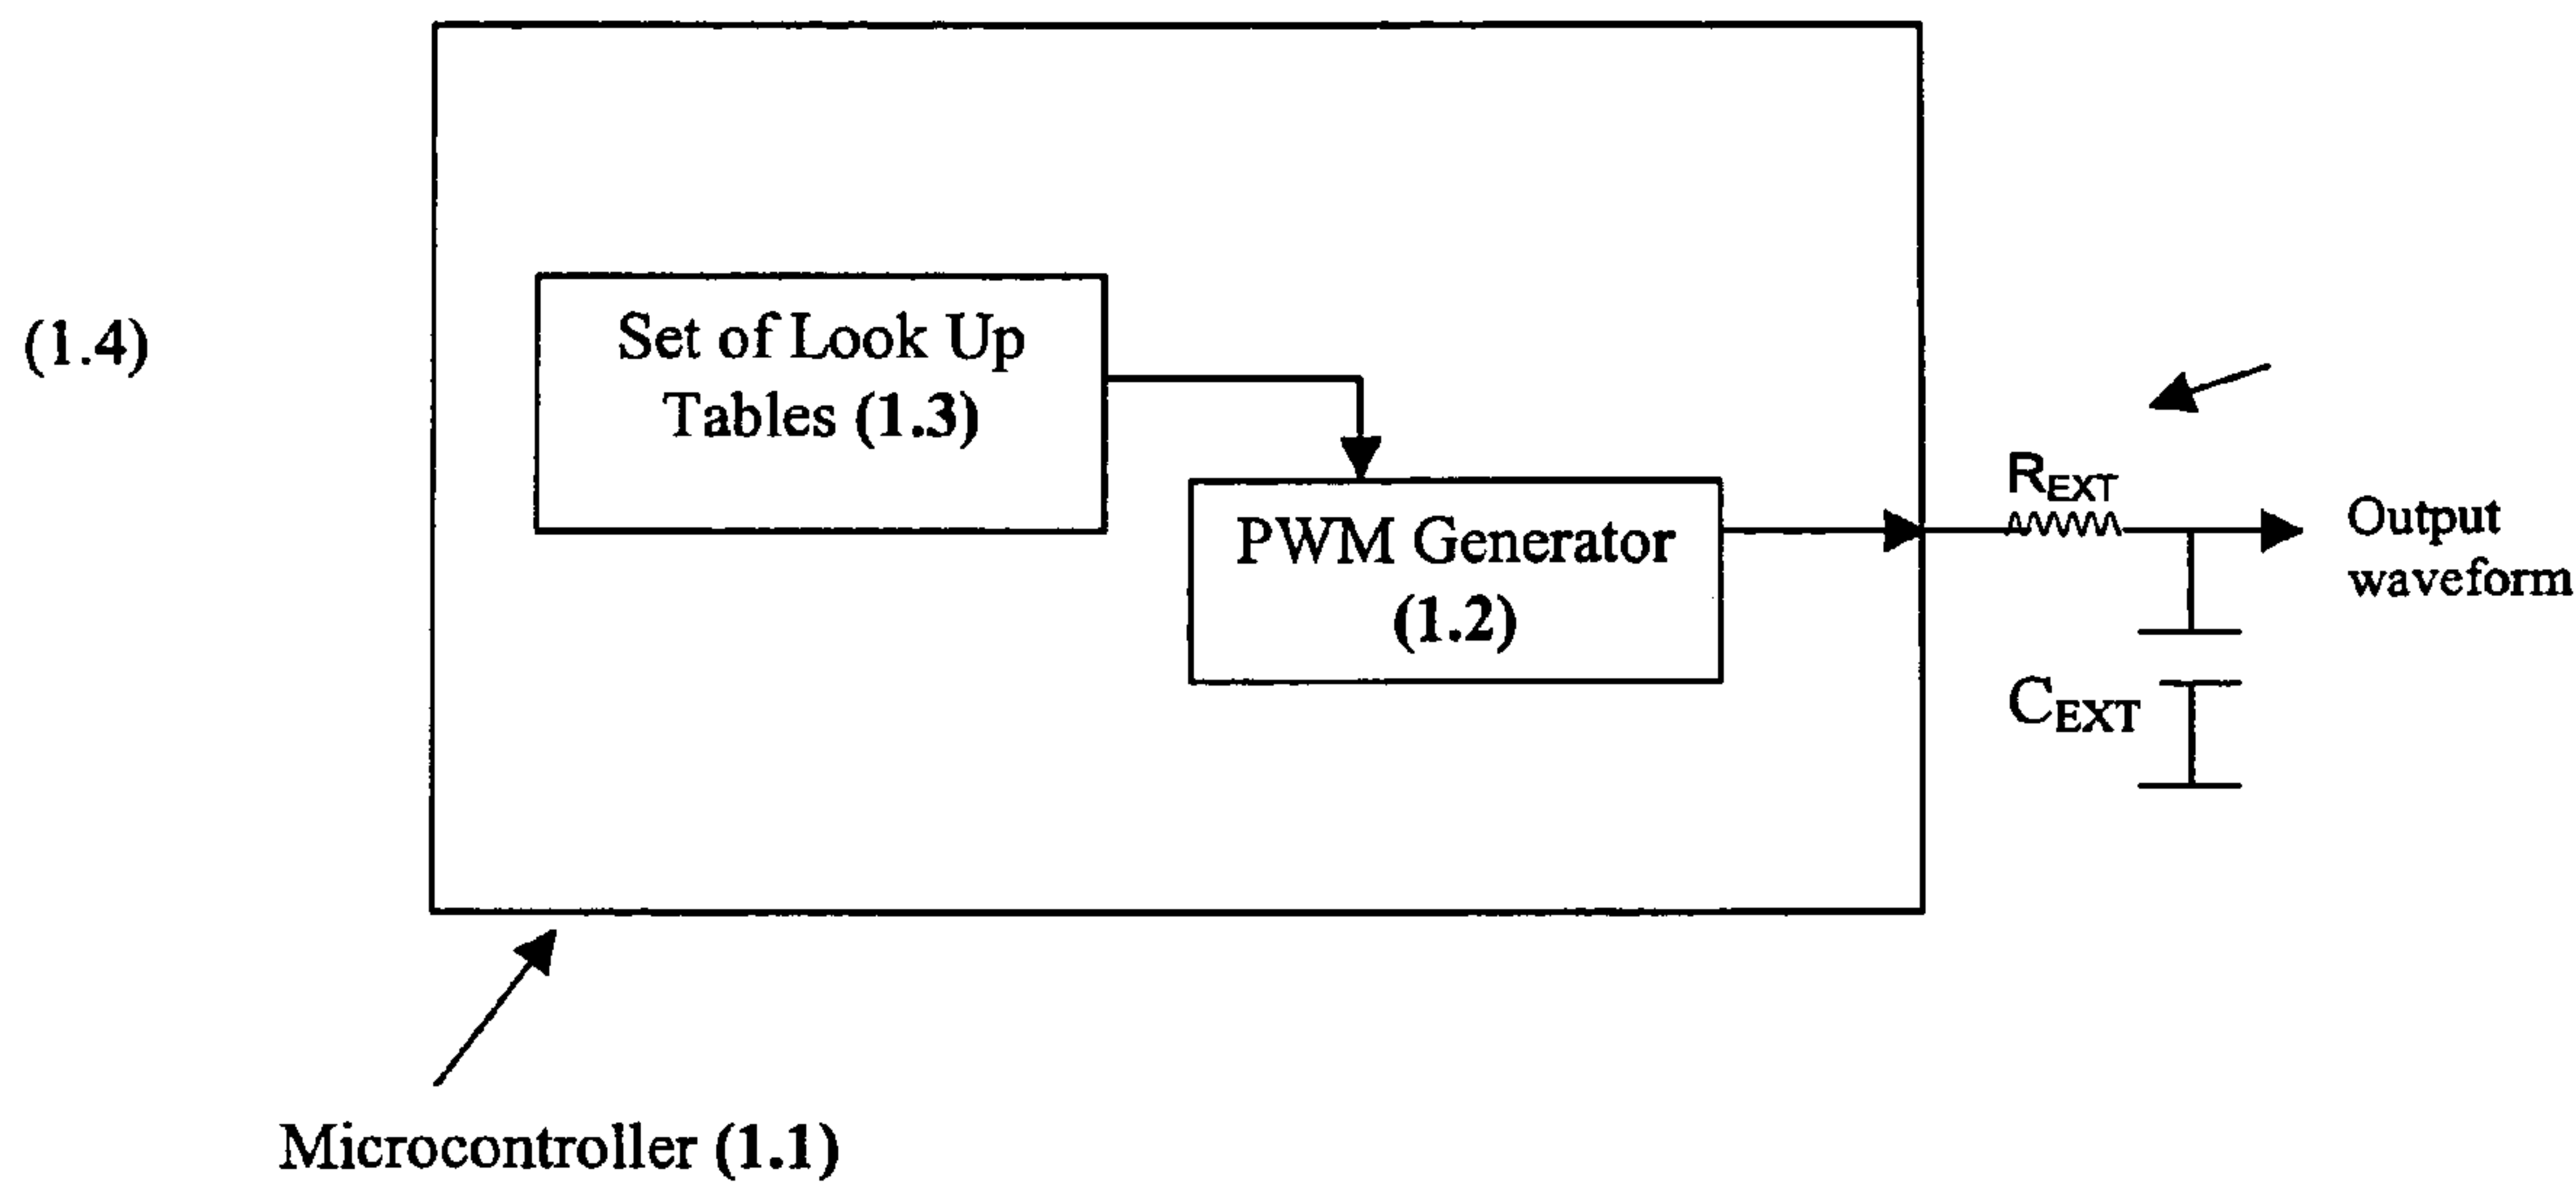 (1.4)
Set of Look Up
Tables (1.3)
PWM Generator
(1.2)
REXT
CEXT
Output
waveform
Microcontroller (1.1)